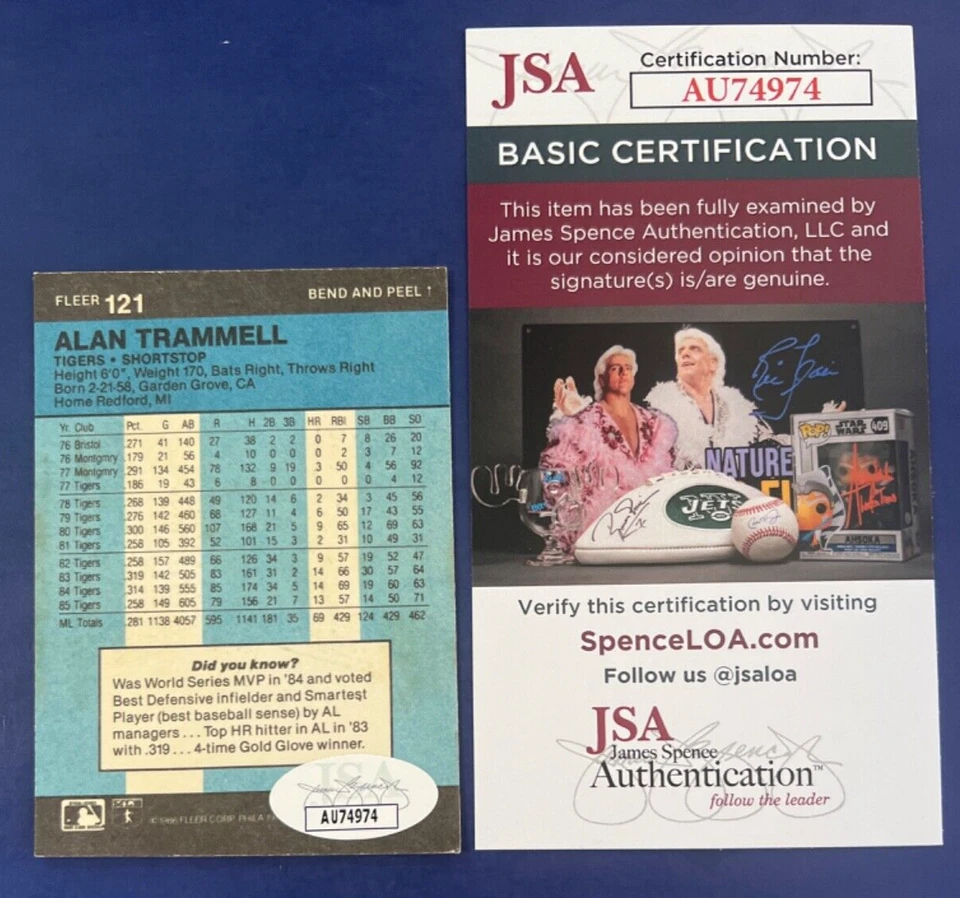 FLEER 121
BEND AND PEEL ↑
ALAN TRAMMELL
TIGERS • SHORTSTOP
Height 6'0", Weight 170, Bats Right, Throws Right
Born 2-21-58, Garden Grove, CA
Home Redford, MI
Yr Club Pct. G AB R H 2B 3B HR RBI SB BB SO
76 Bristol .271 41 140 27 38 2 2 0 7 8 26 20
76 Montgmry .179 21 56 4 10 0 0 0 2 3 7 12
77 Montgmry .291 134 454 78 132 9 19 3 50 4 56 92
77 Tigers .186 19 43 6 8 0 0 0 0 0 4 12
78 Tigers .268 139 448 49 120 14 6 2 34 3 45 56
79 Tigers .276 142 460 68 127 11 4 6 50 17 43 55
80 Tigers .300 146 560 107 168 21 5 9 65 12 69 63
81 Tigers .258 105 392 52 101 15 3 2 31 10 49 31
82 Tigers .258 157 489 66 126 34 3 9 57 19 52 47
83 Tigers .319 142 505 83 161 31 2 14 66 30 57 64
84 Tigers .314 139 555 85 174 34 5 14 69 19 60 63
85 Tigers .258 149 605 79 156 21 7 13 57 14 50 71
ML Totals .281 1138 4057 595 1141 181 35 69 429 124 429 462
Did you know?
Was World Series MVP in '84 and voted
Best Defensive infielder and Smartest
Player (best baseball sense) by AL
managers . . . Top HR hitter in AL in '83
with .319 . . . 4-time Gold Glove winner.
© 1986 FLEER CORP. PHILA
JSA
AU74974
JSA
Certification Number:
AU74974
BASIC CERTIFICATION
This item has been fully examined by
James Spence Authentication, LLC and
it is our considered opinion that the
signature(s) is/are genuine.
NATURE
JETS
POP!
STAR WARS
409
AHSOKA
Verify this certification by visiting
SpenceLOA.com
Follow us @jsaloa
JSA
James Spence
Authentication™
follow the leader